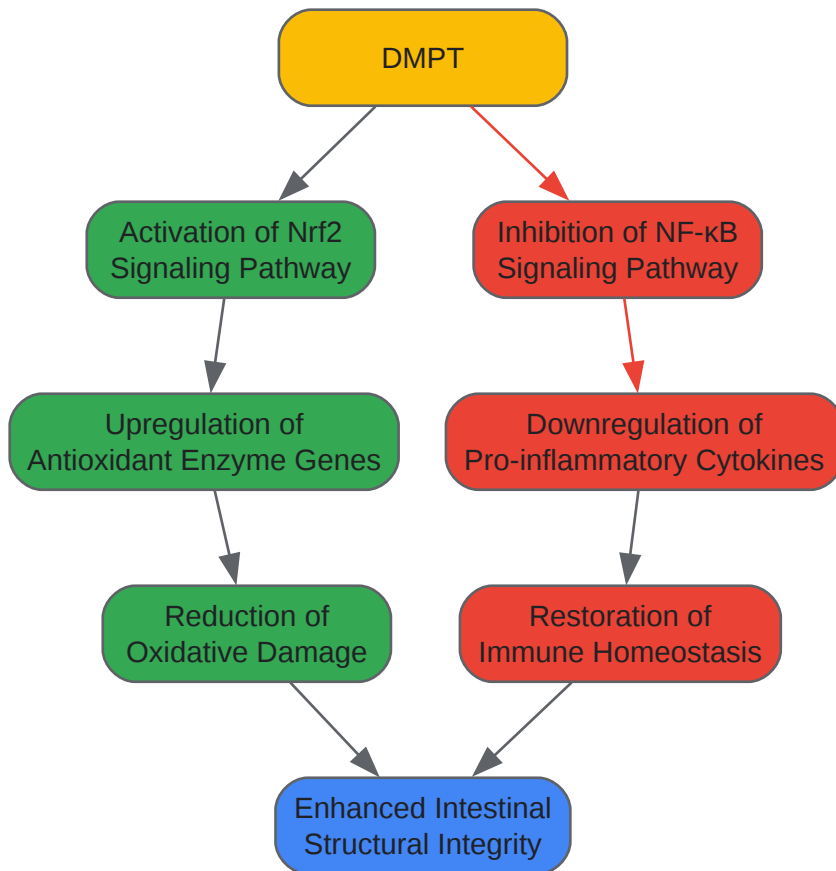 DMPT
Activation of Nrf2
Signaling Pathway
Inhibition of NF-κB
Signaling Pathway
Upregulation of
Antioxidant Enzyme Genes
Downregulation of
Pro-inflammatory Cytokines
Reduction of
Oxidative Damage
Restoration of
Immune Homeostasis
Enhanced Intestinal
Structural Integrity